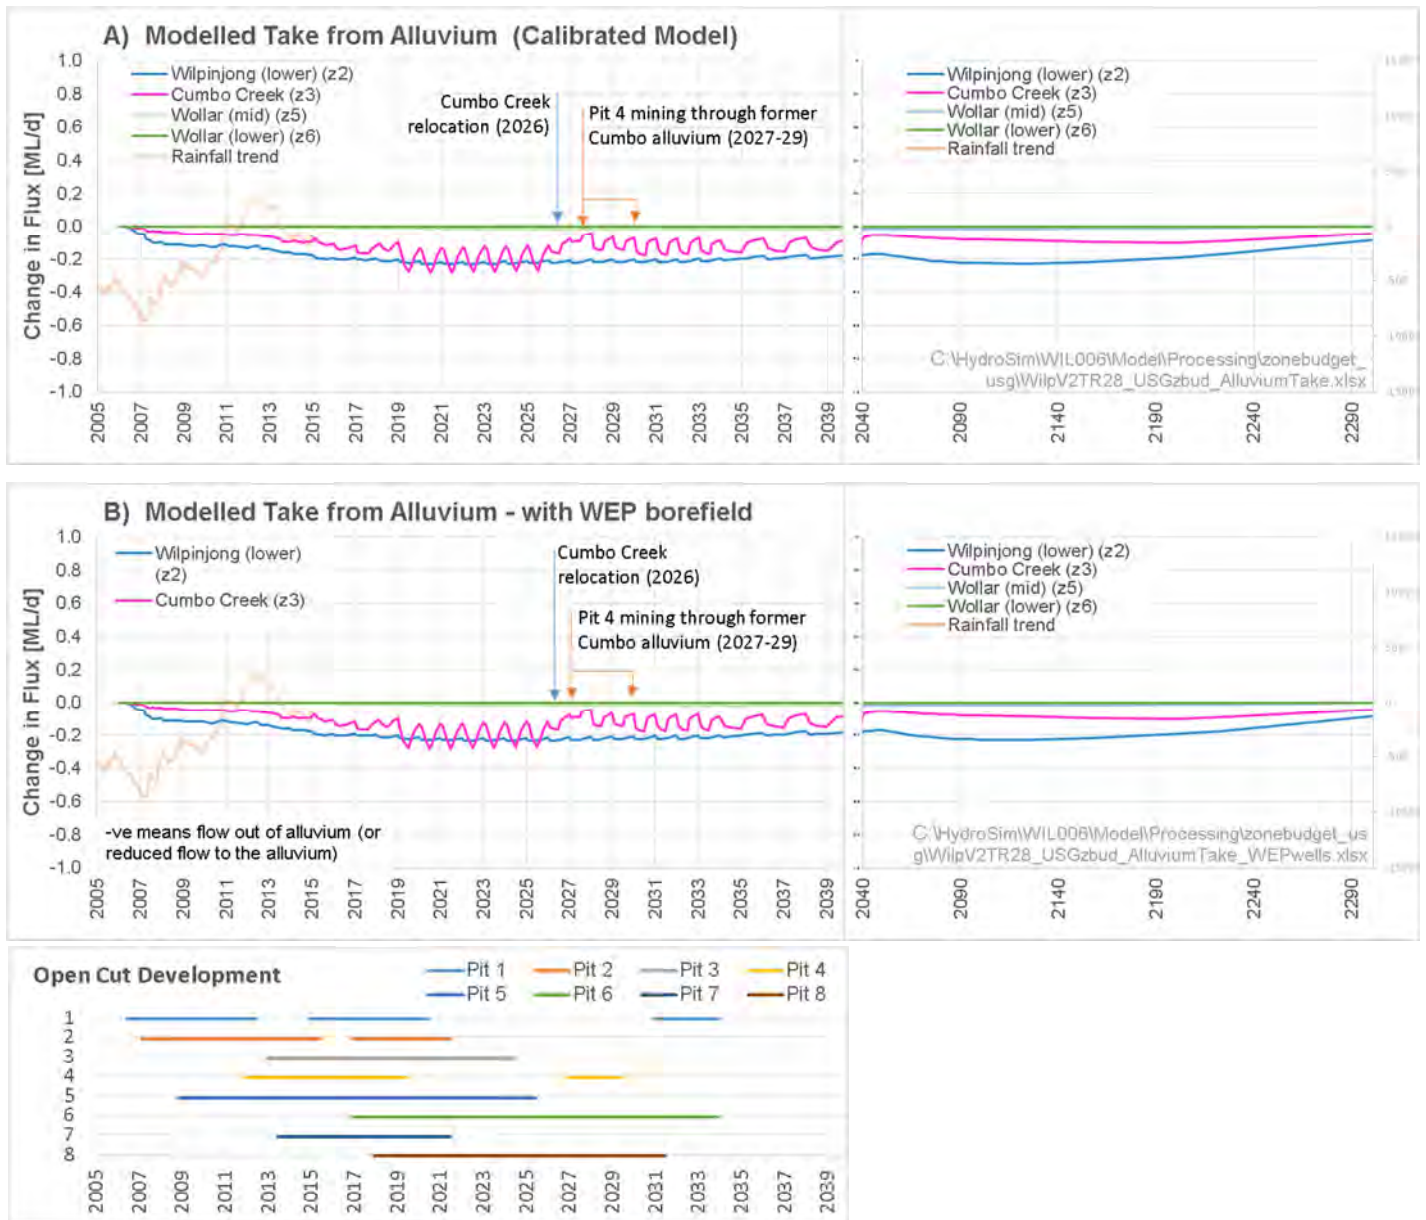 A) Modelled Take from Alluvium (Calibrated Model)
Change in Flux [ML/d]
1.0
0.8
0.6
0.4
0.2
0.0
-0.2
-0.4
-0.6
-0.8
-1.0
Wilpinjong (lower) (z2)
Cumbo Creek (z3)
Wollar (mid) (z5)
Wollar (lower) (z6)
Rainfall trend
Cumbo Creek
relocation (2026)
Pit 4 mining through former
Cumbo alluvium (2027-29)
2005 2007 2009 2011 2013 2015 2017 2019 2021 2023 2025 2027 2029 2031 2033 2035 2037 2039
Wilpinjong (lower) (z2)
Cumbo Creek (z3)
Wollar (mid) (z5)
Wollar (lower) (z6)
Rainfall trend
C:\HydroSim\WIL006\Model\Processing\zonebudget_
usg\WilpV2TR28_USGzbud_AlluviumTake.xlsx
2040 2090 2140 2190 2240 2290
B) Modelled Take from Alluvium - with WEP borefield
Change in Flux [ML/d]
1.0
0.8
0.6
0.4
0.2
0.0
-0.2
-0.4
-0.6
-0.8
-1.0
Wilpinjong (lower)
(z2)
Cumbo Creek (z3)
Cumbo Creek
relocation (2026)
Pit 4 mining through former
Cumbo alluvium (2027-29)
-ve means flow out of alluvium (or
reduced flow to the alluvium)
2005 2007 2009 2011 2013 2015 2017 2019 2021 2023 2025 2027 2029 2031 2033 2035 2037 2039
Wilpinjong (lower) (z2)
Cumbo Creek (z3)
Wollar (mid) (z5)
Wollar (lower) (z6)
Rainfall trend
C:\HydroSim\WIL006\Model\Processing\zonebudget_us
g\WilpV2TR28_USGzbud_AlluviumTake_WEPwells.xlsx
2040 2090 2140 2190 2240 2290
Open Cut Development
Pit 1 Pit 2 Pit 3 Pit 4
Pit 5 Pit 6 Pit 7 Pit 8
1
2
3
4
5
6
7
8
2005 2007 2009 2011 2013 2015 2017 2019 2021 2023 2025 2027 2029 2031 2033 2035 2037 2039